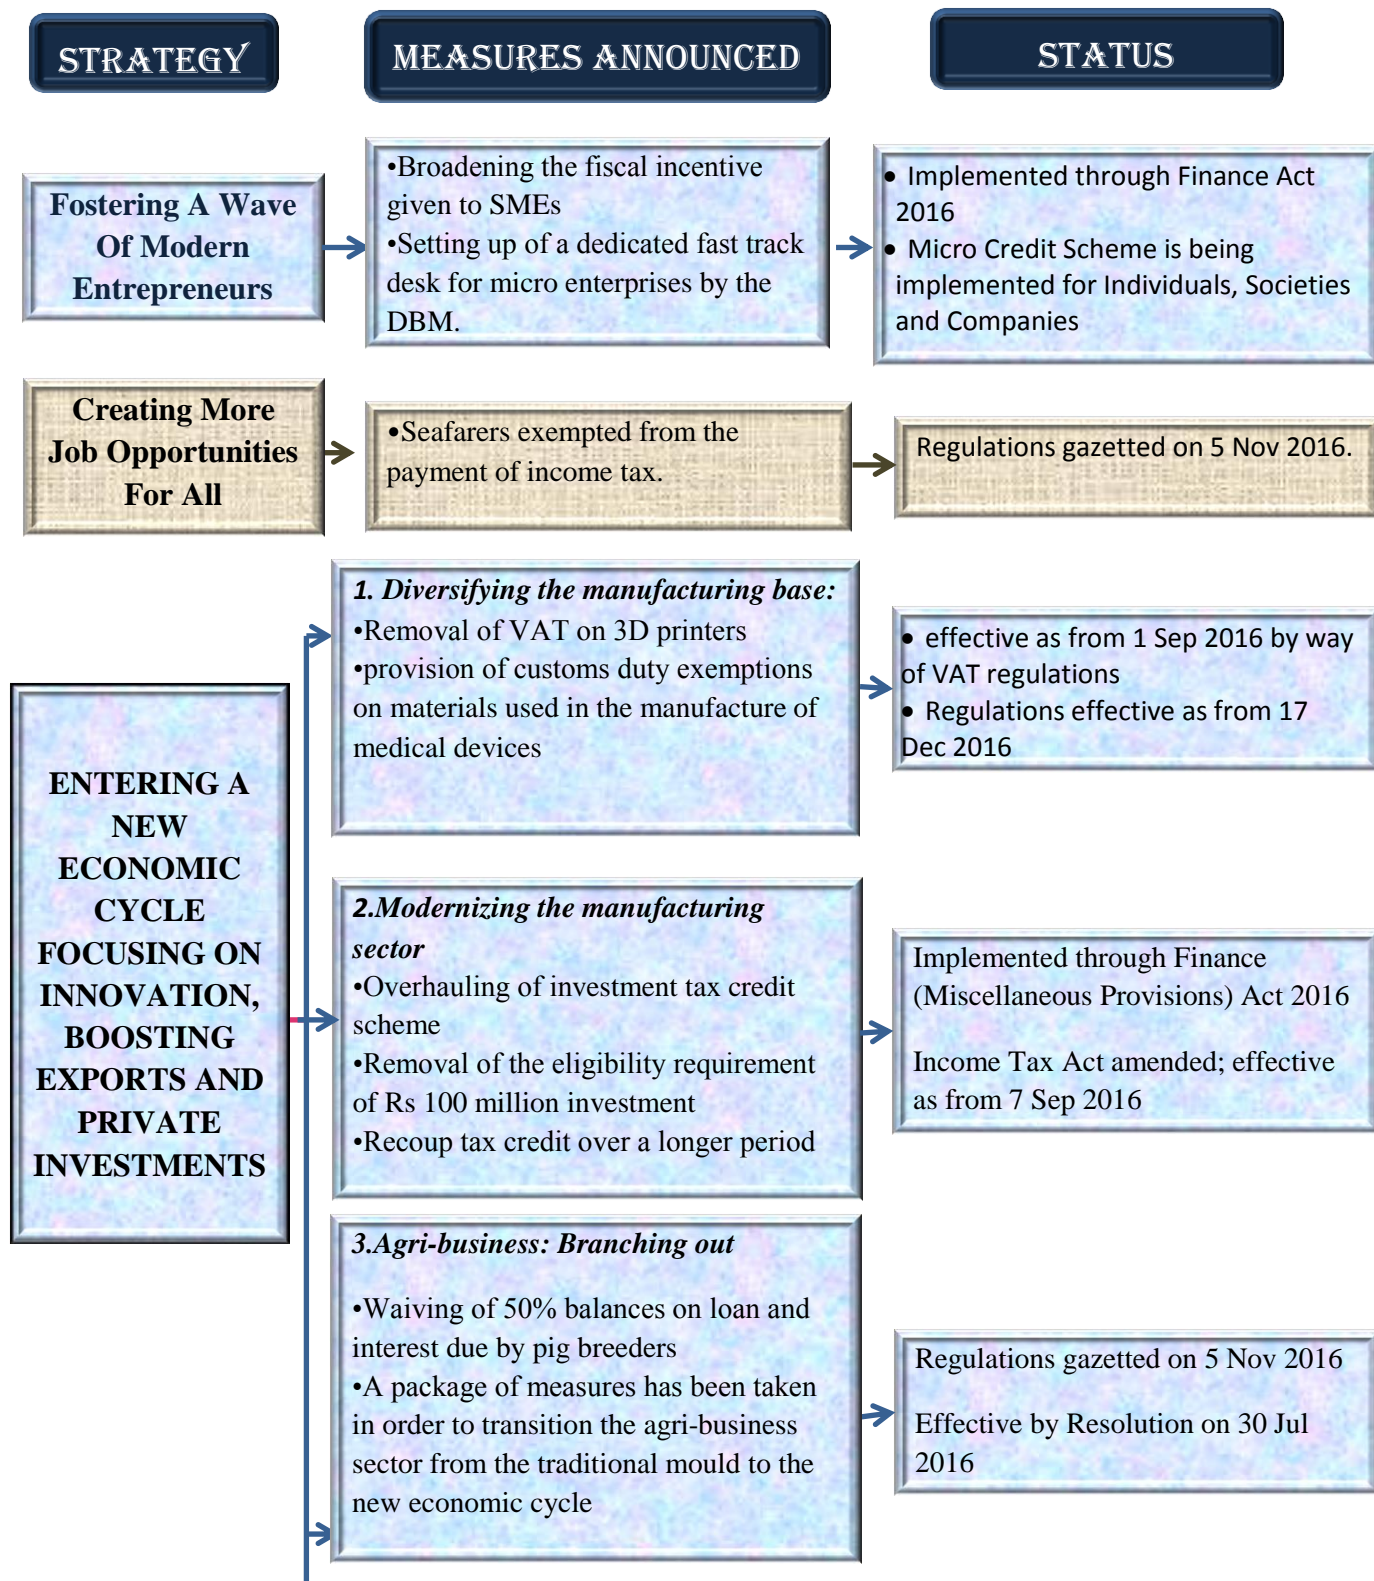 STRATEGY
MEASURES ANNOUNCED
STATUS
Fostering A Wave
Of Modern
Entrepreneurs
•Broadening the fiscal incentive
given to SMEs
•Setting up of a dedicated fast track
desk for micro enterprises by the
DBM.
• Implemented through Finance Act
2016
• Micro Credit Scheme is being
implemented for Individuals, Societies
and Companies
Creating More
Job Opportunities
For All
•Seafarers exempted from the
payment of income tax.
Regulations gazetted on 5 Nov 2016.
ENTERING A
NEW
ECONOMIC
CYCLE
FOCUSING ON
INNOVATION,
BOOSTING
EXPORTS AND
PRIVATE
INVESTMENTS
1. Diversifying the manufacturing base:
•Removal of VAT on 3D printers
•provision of customs duty exemptions
on materials used in the manufacture of
medical devices
• effective as from 1 Sep 2016 by way
of VAT regulations
• Regulations effective as from 17
Dec 2016
2.Modernizing the manufacturing
sector
•Overhauling of investment tax credit
scheme
•Removal of the eligibility requirement
of Rs 100 million investment
•Recoup tax credit over a longer period
Implemented through Finance
(Miscellaneous Provisions) Act 2016
Income Tax Act amended; effective
as from 7 Sep 2016
3.Agri-business: Branching out
•Waiving of 50% balances on loan and
interest due by pig breeders
•A package of measures has been taken
in order to transition the agri-business
sector from the traditional mould to the
new economic cycle
Regulations gazetted on 5 Nov 2016
Effective by Resolution on 30 Jul
2016